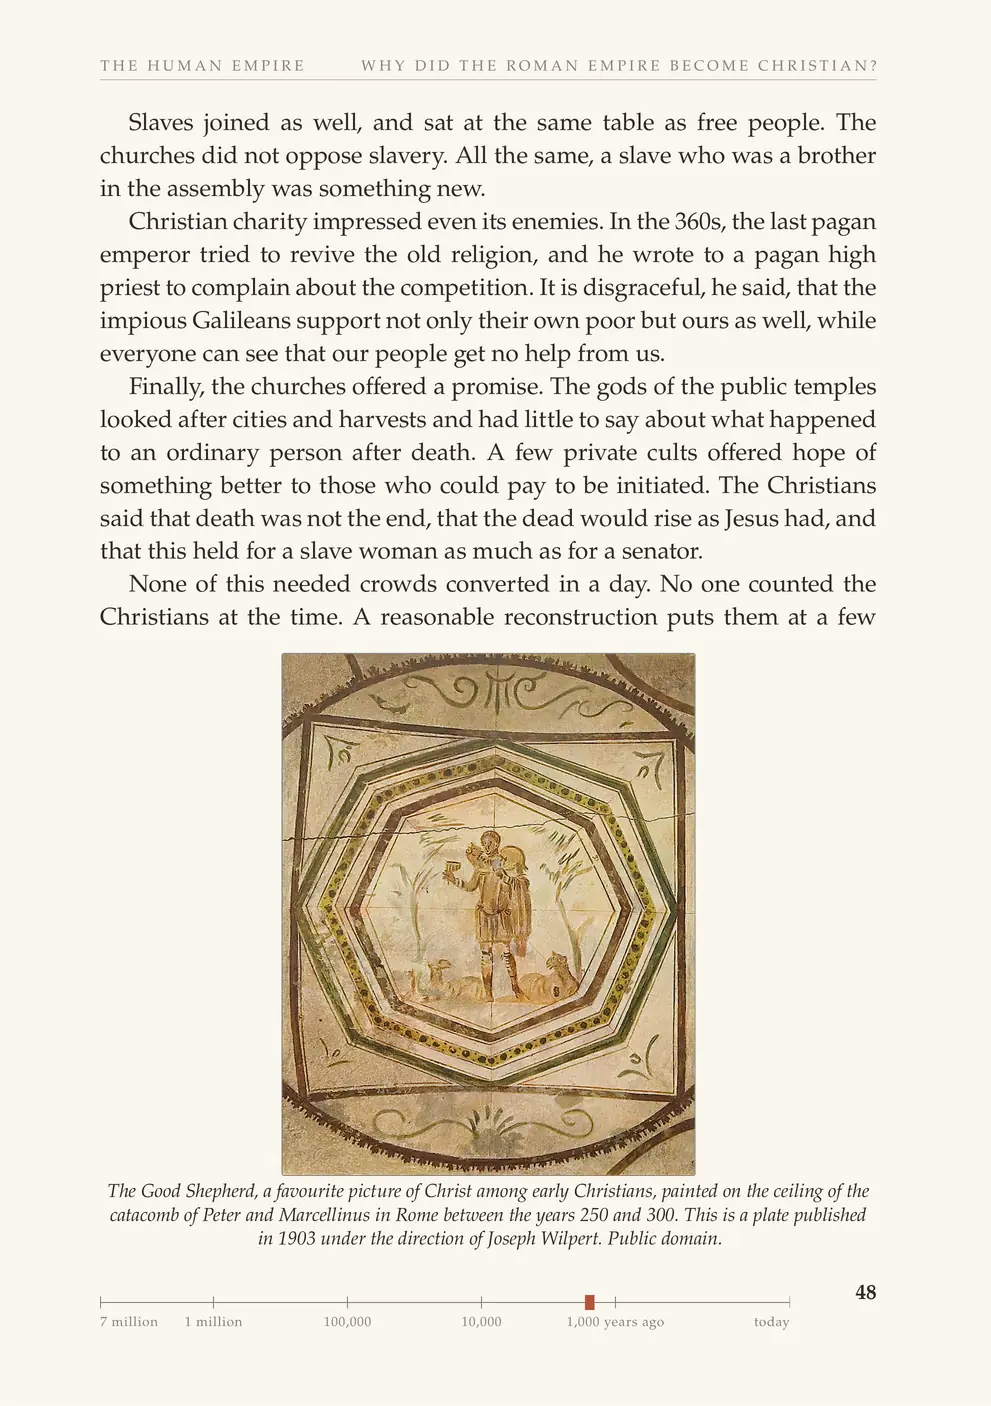 THE HUMAN EMPIRE WHY DID THE ROMAN EMPIRE BECOME CHRISTIAN?
Slaves joined as well, and sat at the same table as free people. The
churches did not oppose slavery. All the same, a slave who was a brother
in the assembly was something new.
Christian charity impressed even its enemies. In the 360s, the last pagan
emperor tried to revive the old religion, and he wrote to a pagan high
priest to complain about the competition. It is disgraceful, he said, that the
impious Galileans support not only their own poor but ours as well, while
everyone can see that our people get no help from us.
Finally, the churches offered a promise. The gods of the public temples
looked after cities and harvests and had little to say about what happened
to an ordinary person after death. A few private cults offered hope of
something better to those who could pay to be initiated. The Christians
said that death was not the end, that the dead would rise as Jesus had, and
that this held for a slave woman as much as for a senator.
None of this needed crowds converted in a day. No one counted the
Christians at the time. A reasonable reconstruction puts them at a few
The Good Shepherd, a favourite picture of Christ among early Christians, painted on the ceiling of the
catacomb of Peter and Marcellinus in Rome between the years 250 and 300. This is a plate published
in 1903 under the direction of Joseph Wilpert. Public domain.
48
7 million 1 million 100,000 10,000 1,000 years ago today